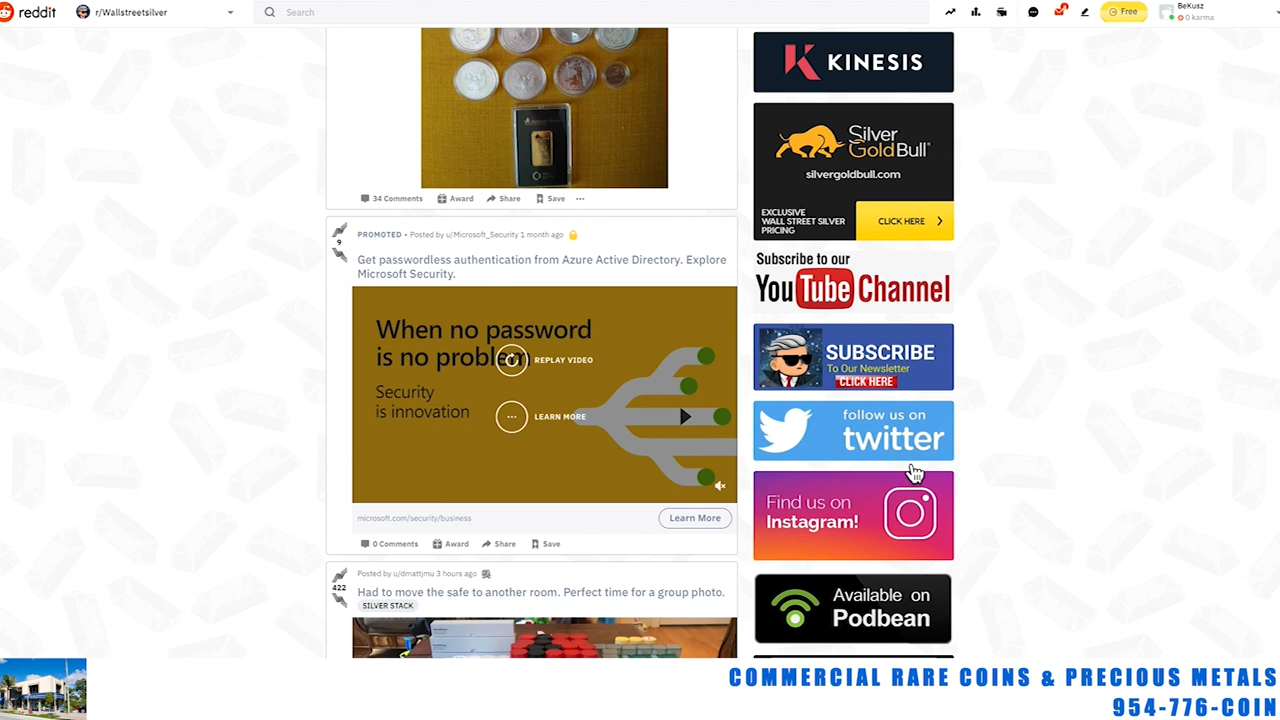 reddit
r/Wallstreetsilver
Search
Free
BeKusz
0 karma
34 Comments
Award
Share
Save
9
PROMOTED • Posted by u/Microsoft_Security 1 month ago
Get passwordless authentication from Azure Active Directory. Explore
Microsoft Security.
When no password
is no problem
REPLAY VIDEO
Security
is innovation
LEARN MORE
microsoft.com/security/business
Learn More
0 Comments
Award
Share
Save
Posted by u/dmattjmu 3 hours ago
422
Had to move the safe to another room. Perfect time for a group photo.
SILVER STACK
KINESIS
Silver
GoldBull
silvergoldbull.com
EXCLUSIVE
WALL STREET SILVER
PRICING
CLICK HERE
Subscribe to our
YouTube Channel
SUBSCRIBE
To Our Newsletter
CLICK HERE
follow us on
twitter
Find us on
Instagram!
Available on
Podbean
COMMERCIAL RARE COINS & PRECIOUS METALS
954-776-COIN